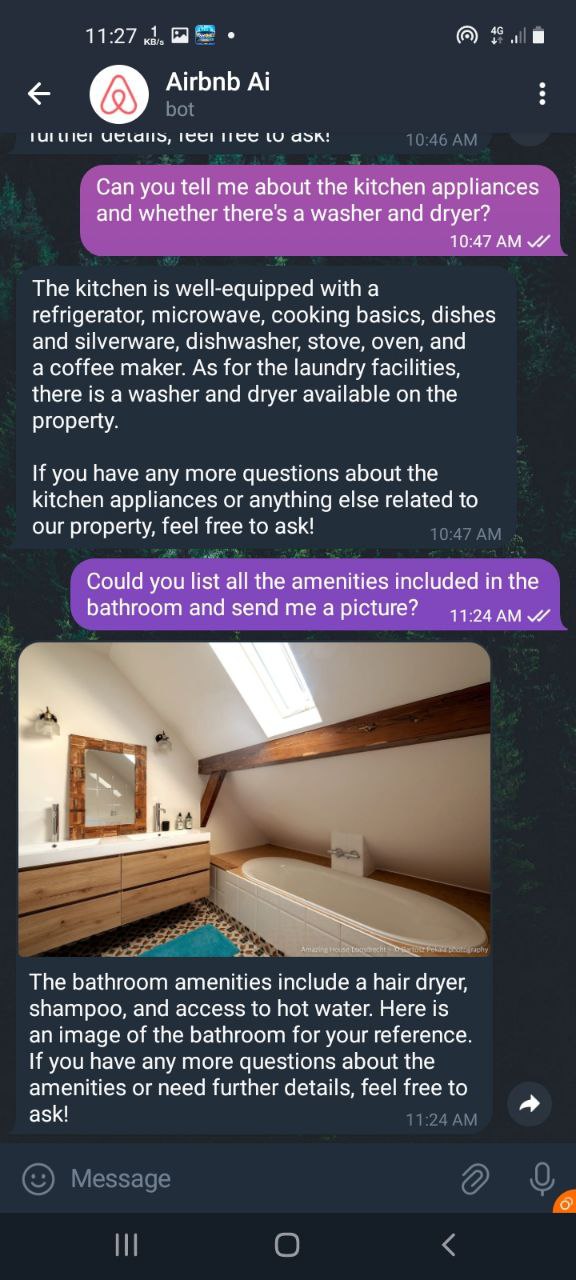 11:27
1
KB/s
4G
Airbnb Ai
bot
further details, feel free to ask!
10:46 AM
Can you tell me about the kitchen appliances
and whether there's a washer and dryer?
10:47 AM
The kitchen is well-equipped with a
refrigerator, microwave, cooking basics, dishes
and silverware, dishwasher, stove, oven, and
a coffee maker. As for the laundry facilities,
there is a washer and dryer available on the
property.
If you have any more questions about the
kitchen appliances or anything else related to
our property, feel free to ask!
10:47 AM
Could you list all the amenities included in the
bathroom and send me a picture?
11:24 AM
Amazing House Loosdrecht - © Bartosz Pekala photography
The bathroom amenities include a hair dryer,
shampoo, and access to hot water. Here is
an image of the bathroom for your reference.
If you have any more questions about the
amenities or need further details, feel free to
ask!
11:24 AM
Message